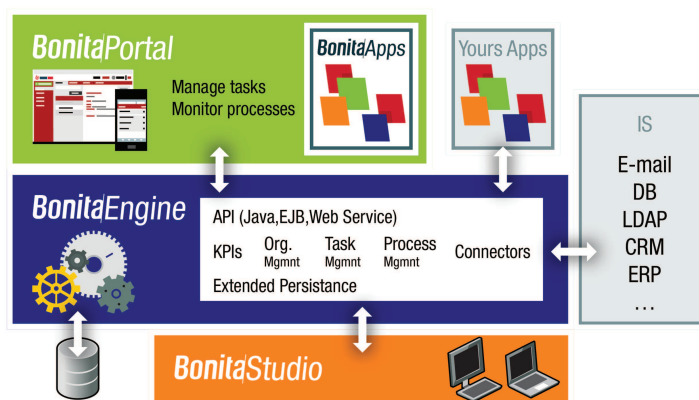 BonitaPortal
Manage tasks
Monitor processes
BonitaApps
Yours Apps
IS
E-mail
DB
LDAP
CRM
ERP
...
BonitaEngine
API (Java,EJB,Web Service)
KPIs Org. Mgmnt Task Mgmnt Process Mgmnt Connectors
Extended Persistance
BonitaStudio